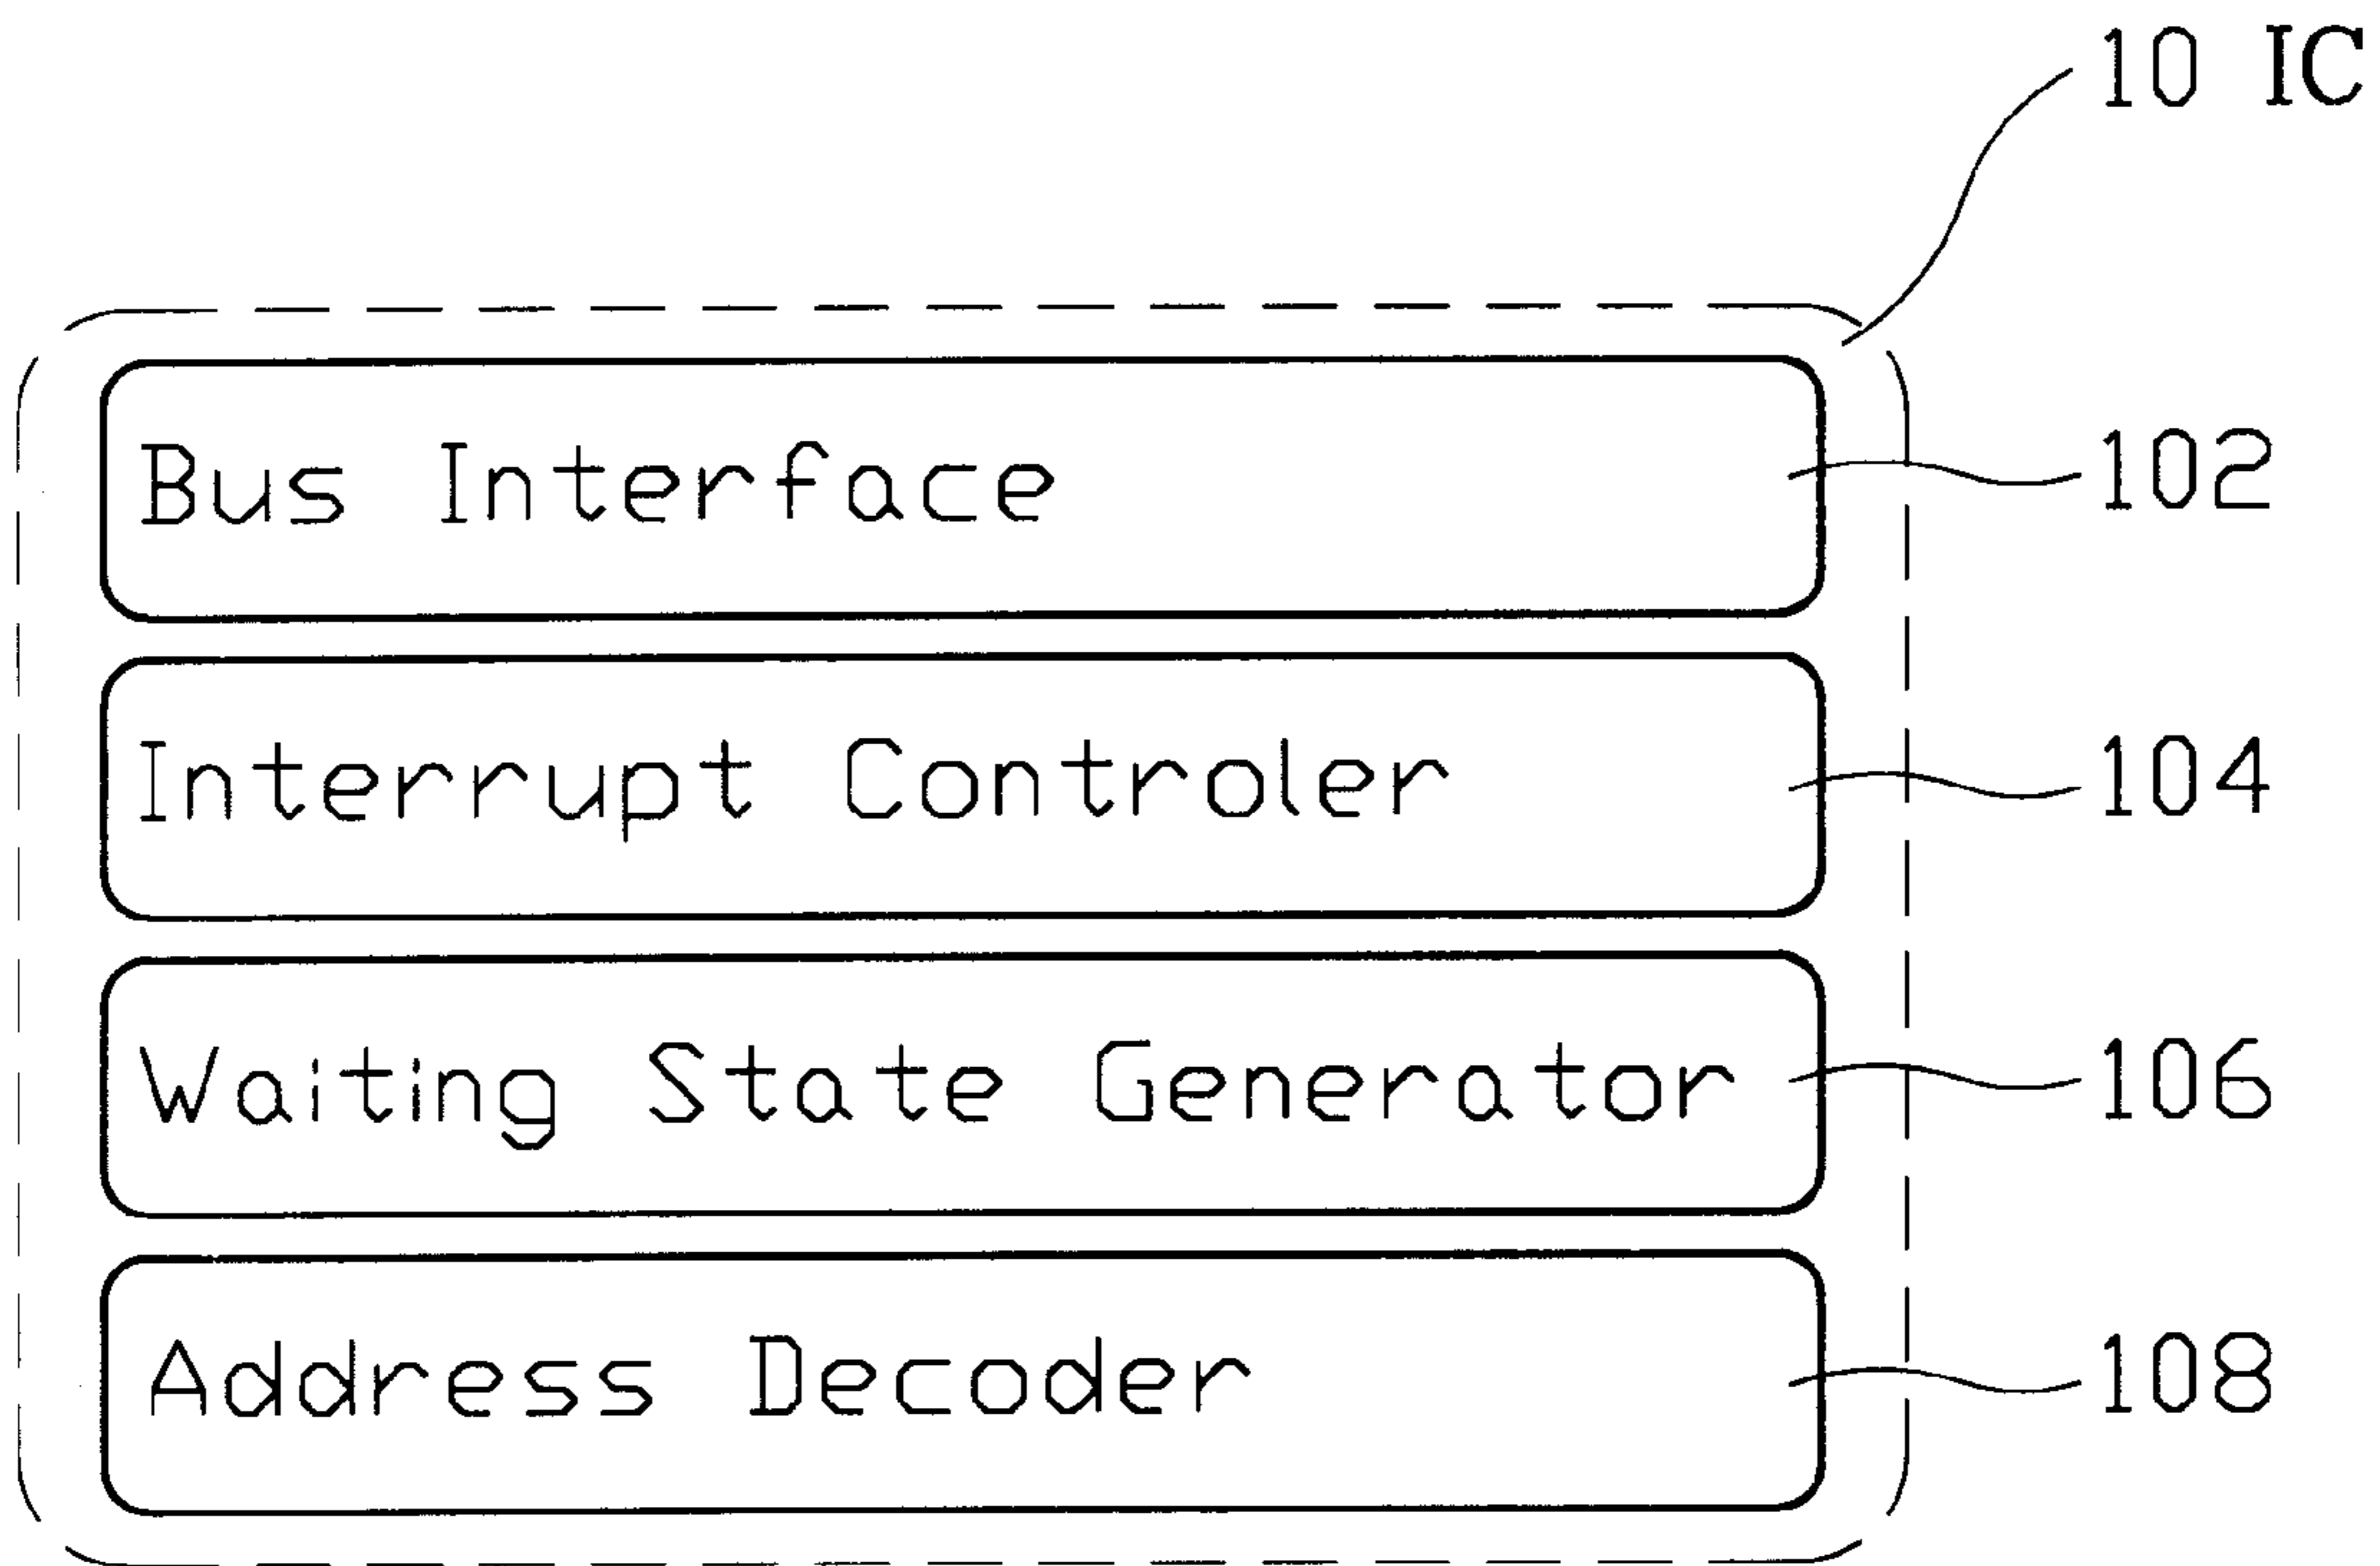 10 IC
Bus Interface 102
Interrupt Controler 104
Waiting State Generator 106
Address Decoder 108